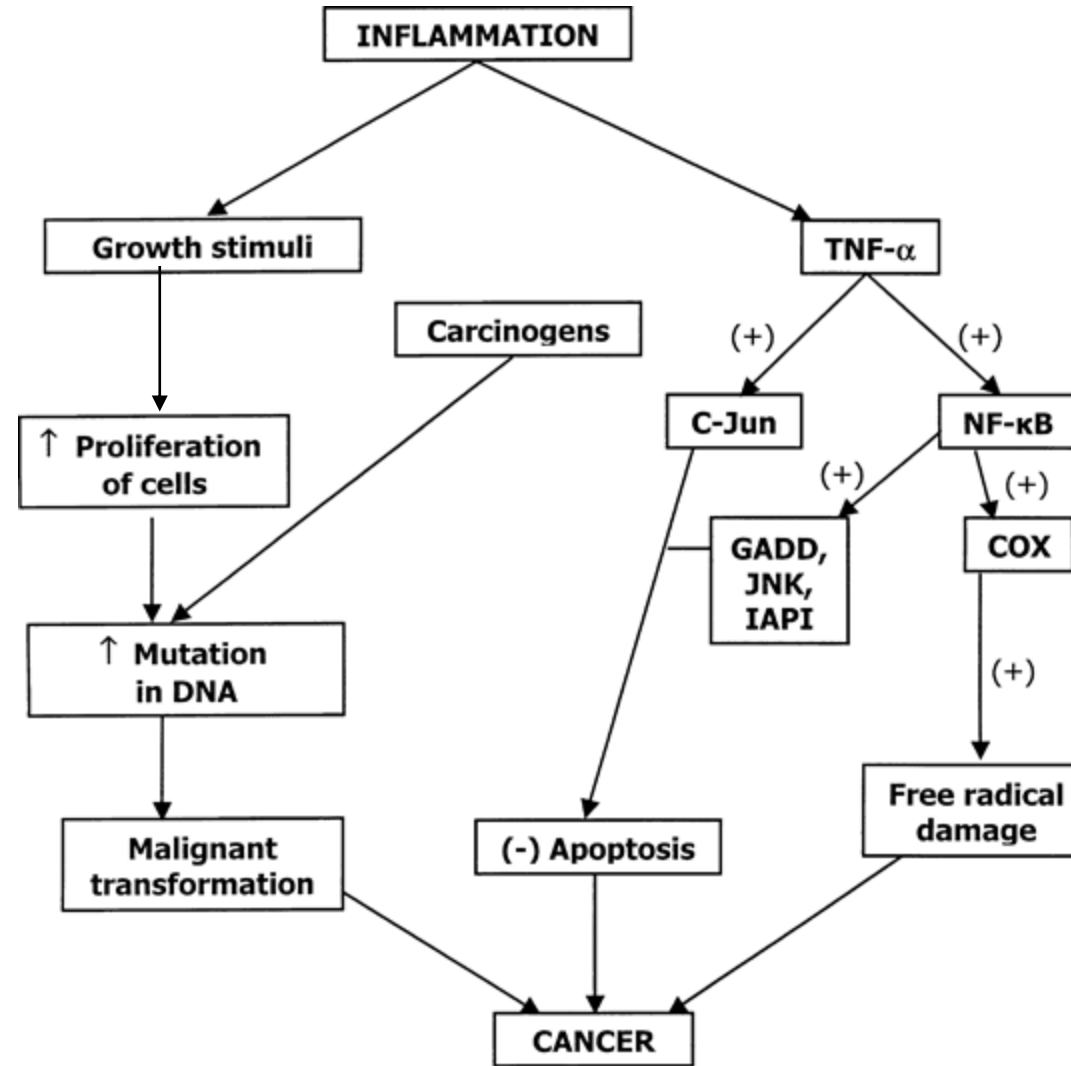 INFLAMMATION
Growth stimuli
TNF-α
Carcinogens
(+)
(+)
C-Jun
NF-κB
↑ Proliferation
of cells
(+)
(+)
GADD,
JNK,
IAPI
COX
↑ Mutation
in DNA
(+)
Malignant
transformation
(-) Apoptosis
Free radical
damage
CANCER